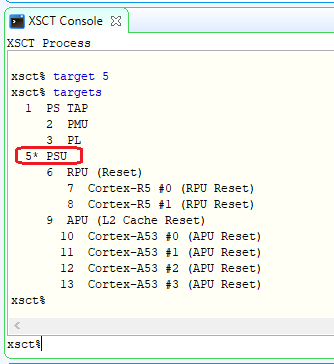 XSCT Console
XSCT Process
xsct% target 5
xsct% targets
1 PS TAP
2 PMU
3 PL
5* PSU
6 RPU (Reset)
7 Cortex-R5 #0 (RPU Reset)
8 Cortex-R5 #1 (RPU Reset)
9 APU (L2 Cache Reset)
10 Cortex-A53 #0 (APU Reset)
11 Cortex-A53 #1 (APU Reset)
12 Cortex-A53 #2 (APU Reset)
13 Cortex-A53 #3 (APU Reset)
xsct%
xsct%